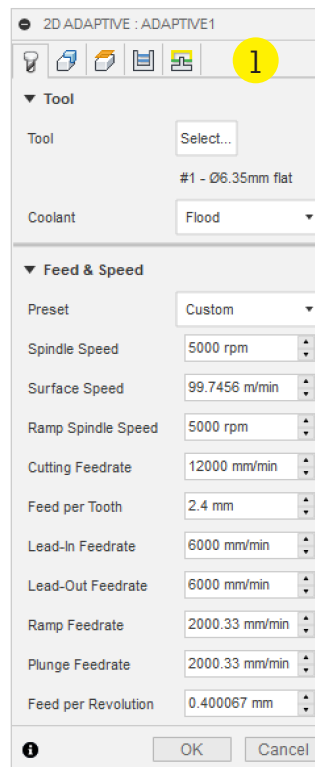 2D ADAPTIVE : ADAPTIVE1
1
Tool
Tool Select...
#1 - Ø6.35mm flat
Coolant Flood
Feed & Speed
Preset Custom
Spindle Speed 5000 rpm
Surface Speed 99.7456 m/min
Ramp Spindle Speed 5000 rpm
Cutting Feedrate 12000 mm/min
Feed per Tooth 2.4 mm
Lead-In Feedrate 6000 mm/min
Lead-Out Feedrate 6000 mm/min
Ramp Feedrate 2000.33 mm/min
Plunge Feedrate 2000.33 mm/min
Feed per Revolution 0.400067 mm
OK Cancel